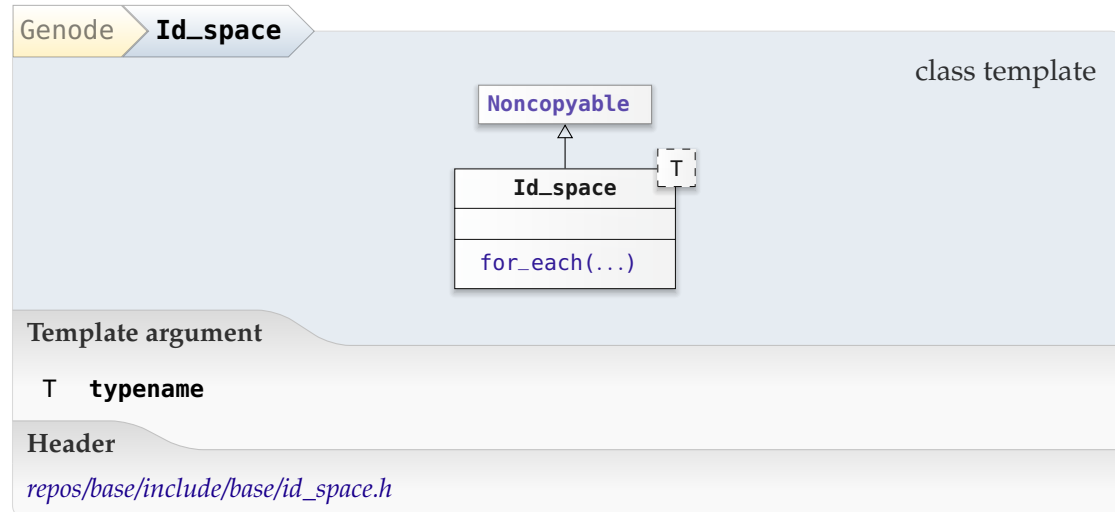 Genode Id_space
class template
Noncopyable
T
Id_space
for_each(...)
Template argument
T typename
Header
repos/base/include/base/id_space.h